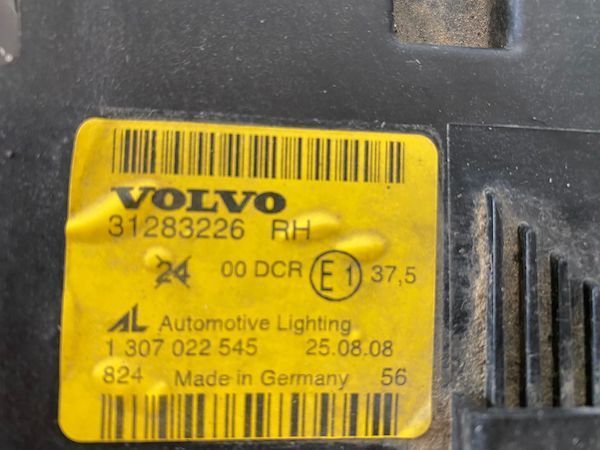 VOLVO
31283226 RH
24 00 DCR E1 37,5
AL Automotive Lighting
1 307 022 545 25.08.08
824 Made in Germany 56